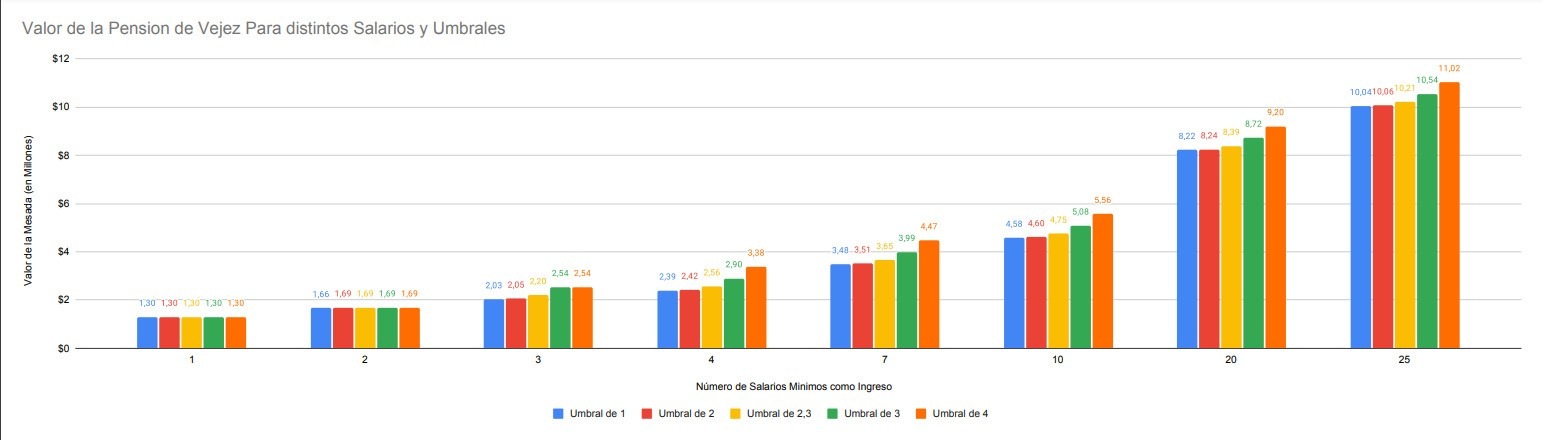 Valor de la Pension de Vejez Para distintos Salarios y Umbrales
Valor de la Mesada (en Millones)
$12
$10
$8
$6
$4
$2
$0
1,30 1,30 1,30 1,30 1,30
1,66 1,69 1,69 1,69 1,69
2,03 2,05 2,20 2,54 2,54
2,39 2,42 2,56 2,90 3,38
3,48 3,51 3,65 3,99 4,47
4,58 4,60 4,75 5,08 5,56
8,22 8,24 8,39 8,72 9,20
10,04 10,06 10,21 10,54 11,02
1 2 3 4 7 10 20 25
Número de Salarios Minimos como Ingreso
Umbral de 1 Umbral de 2 Umbral de 2,3 Umbral de 3 Umbral de 4